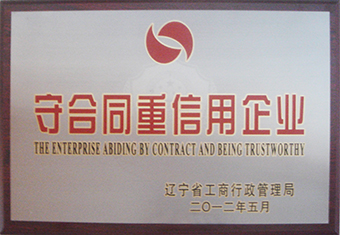 守合同重信用企业
THE ENTERPRISE ABIDING BY CONTRACT AND BEING TRUSTWORTHY
辽宁省工商行政管理局
二〇一二年五月